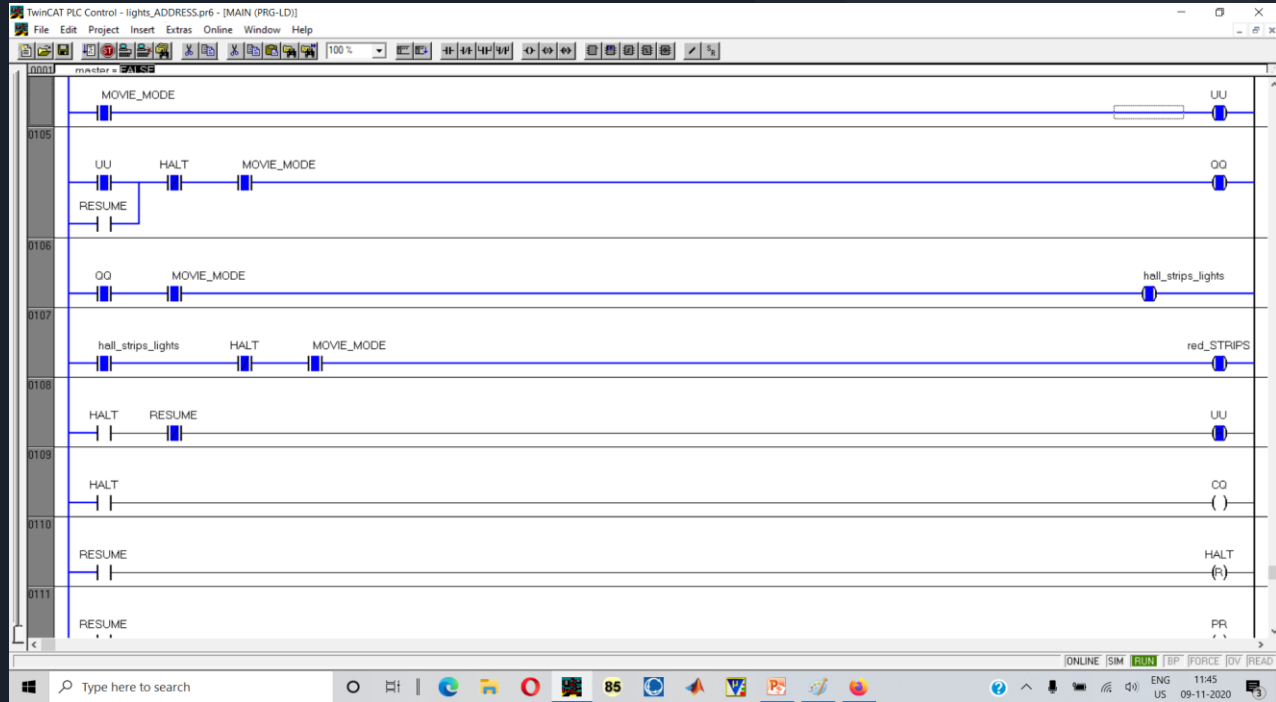 TwinCAT PLC Control - lights_ADDRESS.pr6 - [MAIN (PRG-LD)]
File Edit Project Insert Extras Online Window Help
100 %
0001 master = FALSE
MOVIE_MODE UU
0105
UU HALT MOVIE_MODE QQ
RESUME
0106
QQ MOVIE_MODE hall_strips_lights
0107
hall_strips_lights HALT MOVIE_MODE red_STRIPS
0108
HALT RESUME UU
0109
HALT CQ
0110
RESUME HALT
R
0111
RESUME PR
ONLINE SIM RUN BP FORCE OV READ
Type here to search 85 ENG 11:45
US 09-11-2020 3